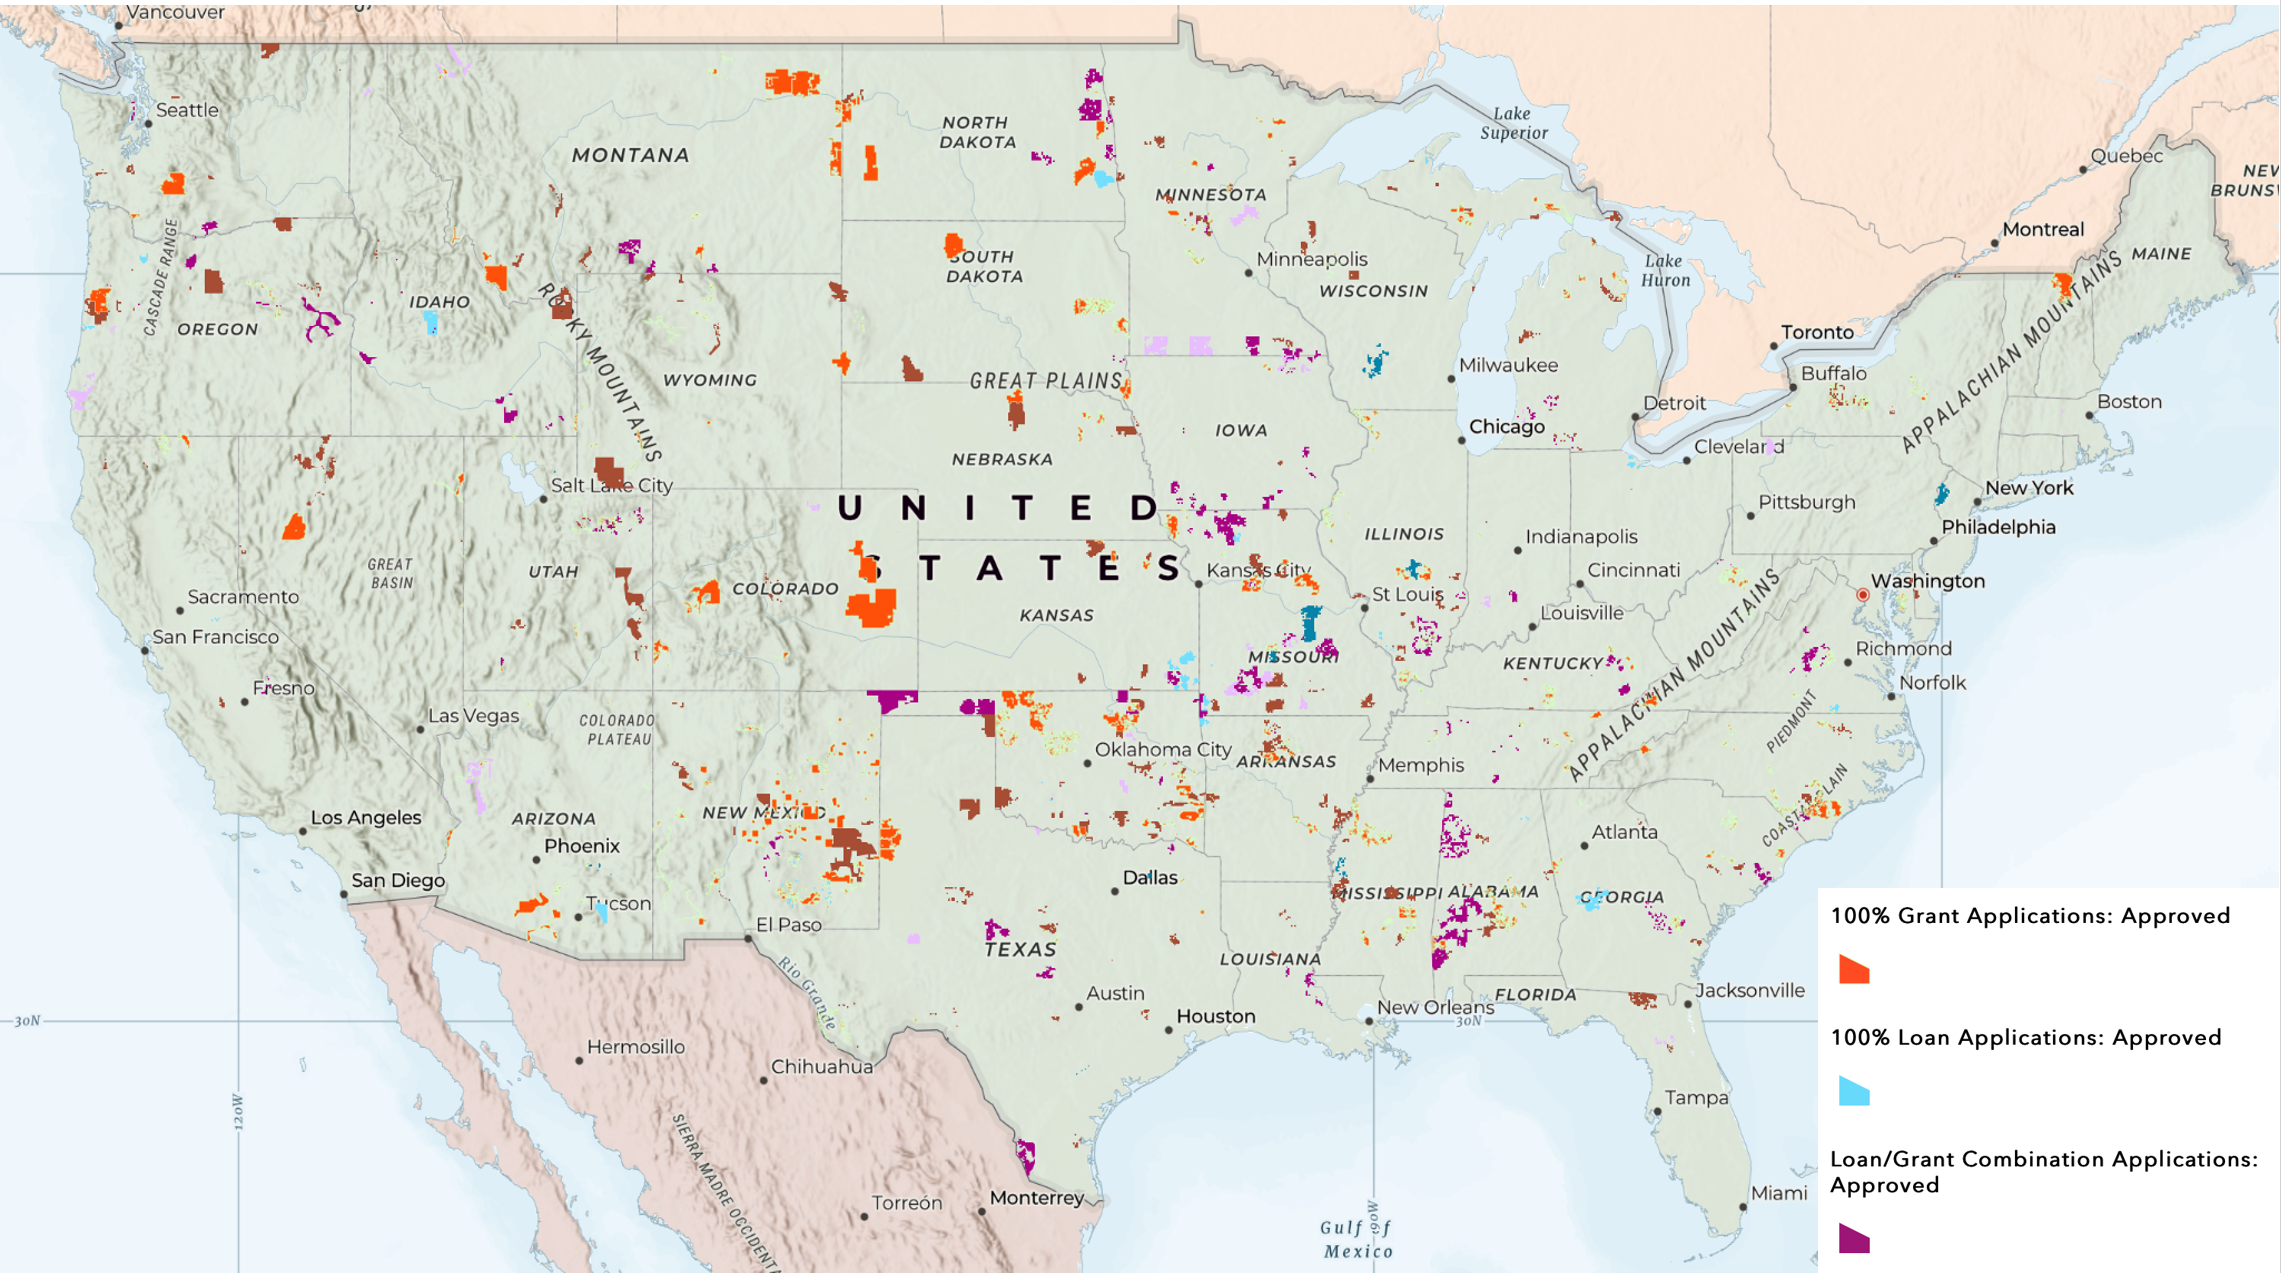 Vancouver
Seattle
MONTANA
NORTH
DAKOTA
Lake
Superior
Quebec
NEW
BRUNSW
MINNESOTA
CASCADE RANGE
Montreal
MAINE
SOUTH
DAKOTA
Minneapolis
Lake
Huron
WISCONSIN
IDAHO
OREGON
ROCKY MOUNTAINS
Toronto
APPALACHIAN MOUNTAINS
WYOMING
GREAT PLAINS
Milwaukee
Buffalo
Detroit
Boston
IOWA
Chicago
Cleveland
NEBRASKA
Salt Lake City
New York
UNITED
STATES
Pittsburgh
Philadelphia
ILLINOIS
Indianapolis
GREAT
BASIN
UTAH
COLORADO
Kansas City
Cincinnati
Washington
Sacramento
St Louis
KANSAS
Louisville
San Francisco
MISSOURI
KENTUCKY
APPALACHIAN MOUNTAINS
Richmond
Fresno
Norfolk
Las Vegas
COLORADO
PLATEAU
PIEDMONT
Oklahoma City
ARKANSAS
Memphis
Los Angeles
ARIZONA
NEW MEXICO
COASTAL PLAIN
Phoenix
Atlanta
San Diego
Dallas
MISSISSIPPI
ALABAMA
GEORGIA
Tucson
El Paso
TEXAS
LOUISIANA
Rio Grande
Austin
FLORIDA
Jacksonville
New Orleans
Houston
30N
30N
Hermosillo
Chihuahua
Tampa
120W
SIERRA MADRE OCCIDENTA
Torreón
Monterrey
Miami
90W
Gulf of
Mexico
100% Grant Applications: Approved
100% Loan Applications: Approved
Loan/Grant Combination Applications:
Approved